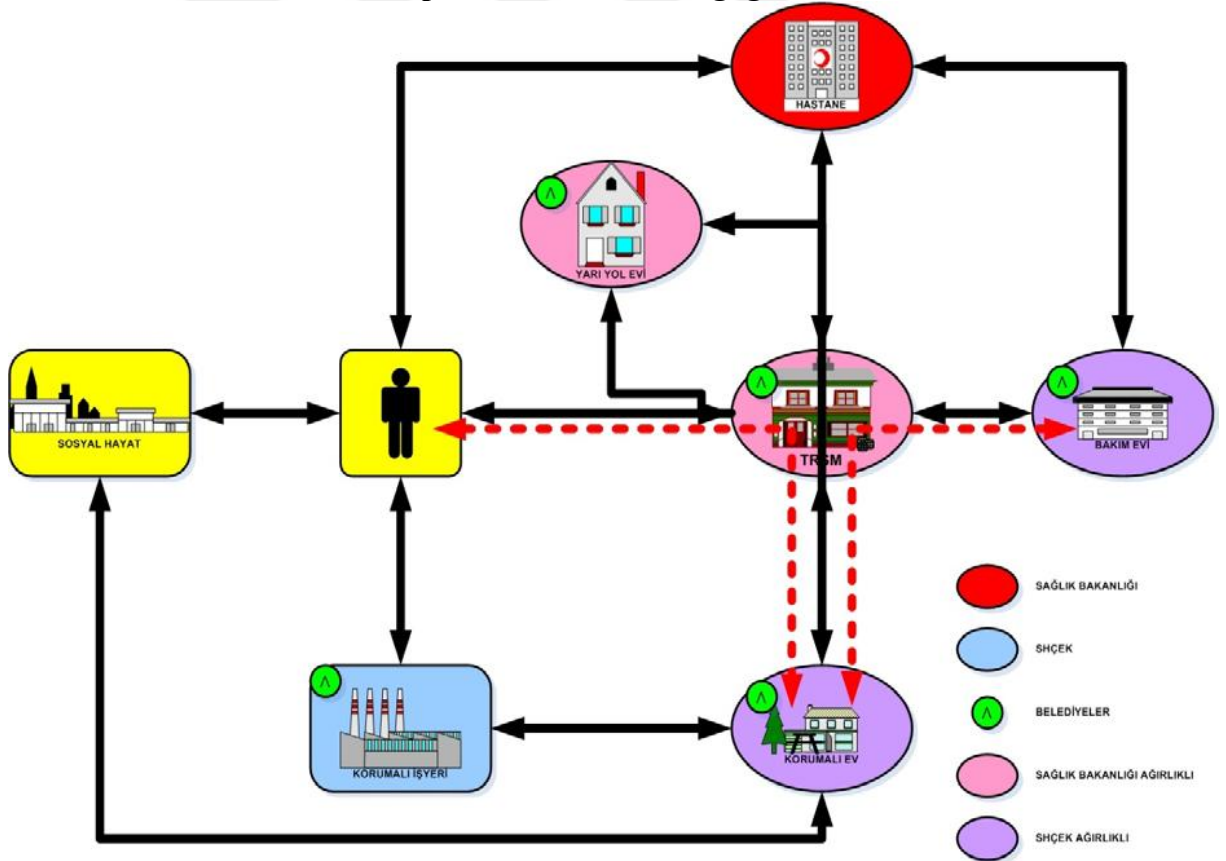 HASTANE
YARI YOL EVİ
SOSYAL HAYAT
TRSM
BAKIM EVİ
KORUMALI İŞYERİ
KORUMALI EV
SAĞLIK BAKANLIĞI
SHÇEK
BELEDİYELER
SAĞLIK BAKANLIĞI AĞIRLIKLI
SHÇEK AĞIRLIKLI